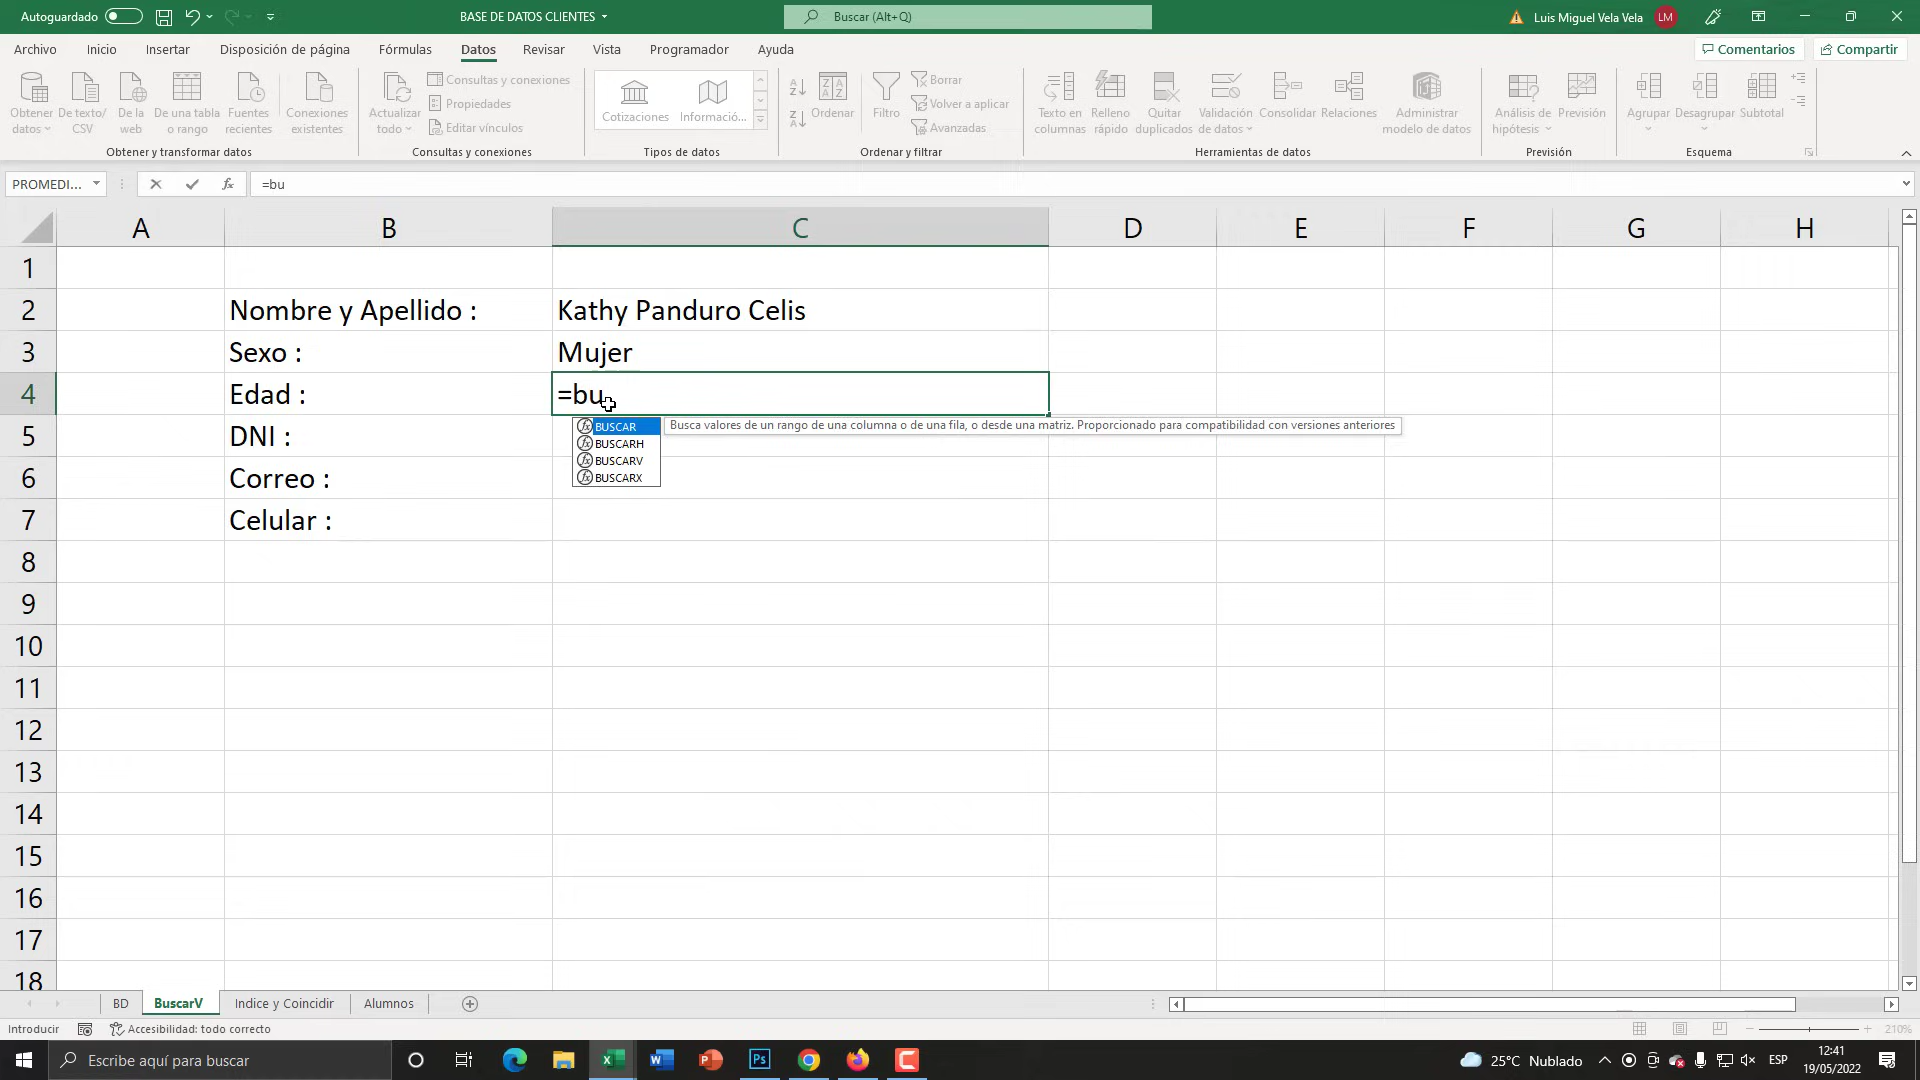 Autoguardado
BASE DE DATOS CLIENTES
Buscar (Alt+Q)
Luis Miguel Vela Vela
LM
Archivo Inicio Insertar Disposición de página Fórmulas Datos Revisar Vista Programador Ayuda
Comentarios Compartir
Obtener datos
De texto/ CSV
De la web
De una tabla o rango
Fuentes recientes
Conexiones existentes
Obtener y transformar datos
Actualizar todo
Consultas y conexiones
Propiedades
Editar vínculos
Consultas y conexiones
Cotizaciones
Informació...
Tipos de datos
Ordenar
Filtro
Borrar
Volver a aplicar
Avanzadas
Ordenar y filtrar
Texto en columnas
Relleno rápido
Quitar duplicados
Validación de datos
Consolidar
Relaciones
Administrar modelo de datos
Herramientas de datos
Análisis de hipótesis
Previsión
Previsión
Agrupar
Desagrupar
Subtotal
Esquema
PROMEDI...
fx
=bu
A B C D E F G H
1
2 Nombre y Apellido : Kathy Panduro Celis
3 Sexo : Mujer
4 Edad : =bu
BUSCAR
Busca valores de un rango de una columna o de una fila, o desde una matriz. Proporcionado para compatibilidad con versiones anteriores
BUSCARH
BUSCARV
BUSCARX
5 DNI :
6 Correo :
7 Celular :
8
9
10
11
12
13
14
15
16
17
18
BD BuscarV Indice y Coincidir Alumnos
Introducir
Accesibilidad: todo correcto
210%
Escribe aquí para buscar
25°C Nublado
ESP
12:41
19/05/2022